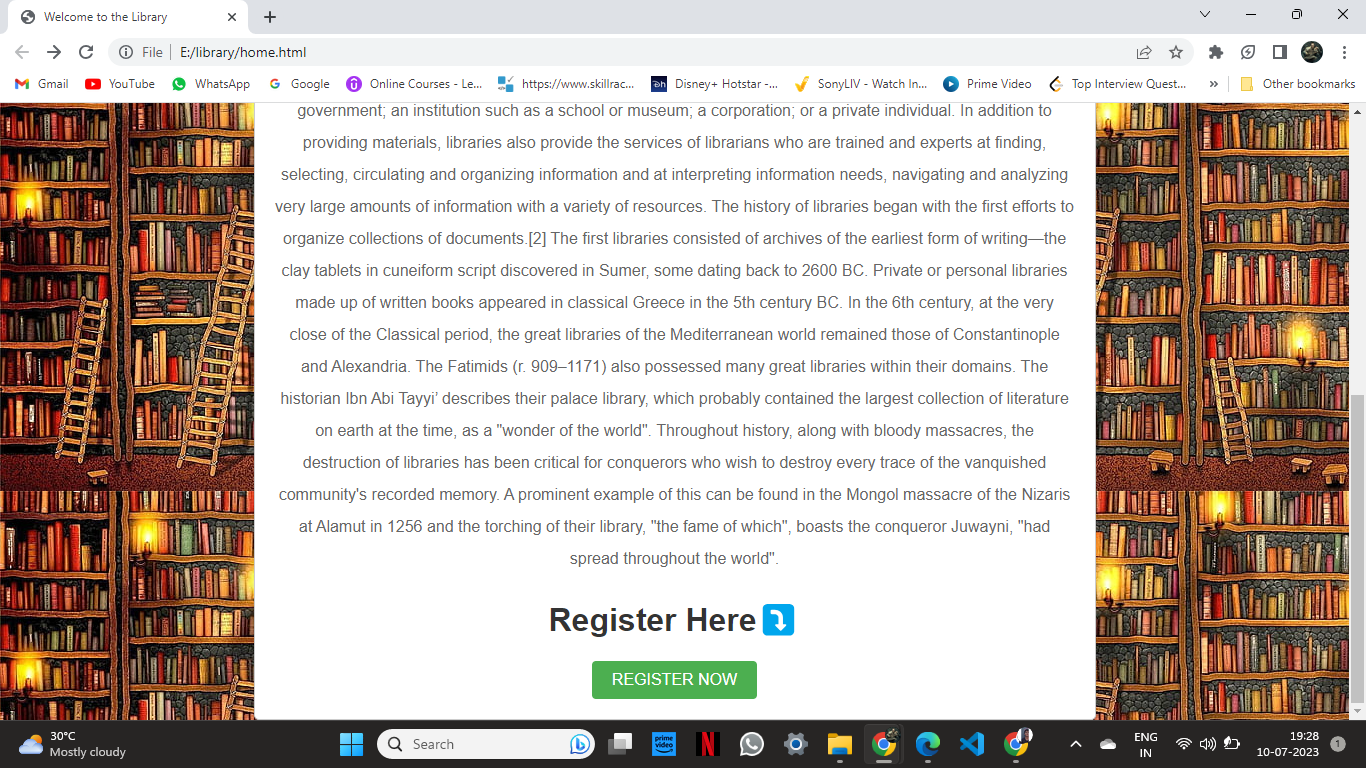 Welcome to the Library
File
E:/library/home.html
Gmail
YouTube
WhatsApp
Google
Online Courses - Le...
https://www.skillrac...
Disney+ Hotstar -...
SonyLIV - Watch In...
Prime Video
Top Interview Quest...
»
Other bookmarks
government; an institution such as a school or museum; a corporation; or a private individual. In addition to
providing materials, libraries also provide the services of librarians who are trained and experts at finding,
selecting, circulating and organizing information and at interpreting information needs, navigating and analyzing
very large amounts of information with a variety of resources. The history of libraries began with the first efforts to
organize collections of documents.[2] The first libraries consisted of archives of the earliest form of writing—the
clay tablets in cuneiform script discovered in Sumer, some dating back to 2600 BC. Private or personal libraries
made up of written books appeared in classical Greece in the 5th century BC. In the 6th century, at the very
close of the Classical period, the great libraries of the Mediterranean world remained those of Constantinople
and Alexandria. The Fatimids (r. 909–1171) also possessed many great libraries within their domains. The
historian Ibn Abi Tayyi’ describes their palace library, which probably contained the largest collection of literature
on earth at the time, as a "wonder of the world". Throughout history, along with bloody massacres, the
destruction of libraries has been critical for conquerors who wish to destroy every trace of the vanquished
community's recorded memory. A prominent example of this can be found in the Mongol massacre of the Nizaris
at Alamut in 1256 and the torching of their library, "the fame of which", boasts the conqueror Juwayni, "had
spread throughout the world".
Register Here ⤵️
REGISTER NOW
30°C
Mostly cloudy
Search
prime video
ENG
IN
19:28
10-07-2023
1